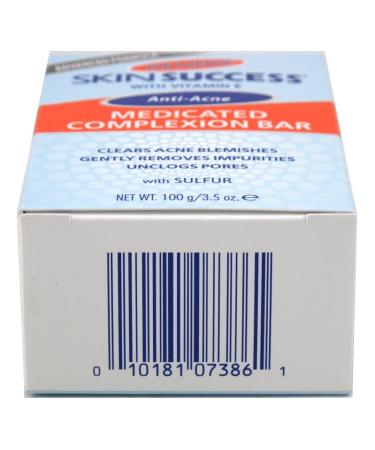 SKIN SUCCESS®
WITH VITAMIN E
Anti-Acne
MEDICATED
COMPLEXION BAR
CLEARS ACNE BLEMISHES
GENTLY REMOVES IMPURITIES
UNCLOGS PORES
with SULFUR
NET WT. 100 g/3.5 oz. ℮
0 10181 07386 1